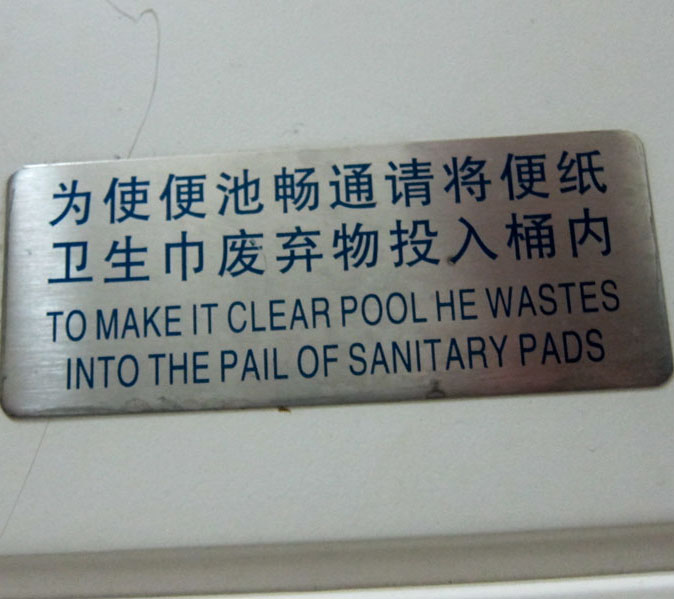 为使便池畅通请将便纸
卫生巾废弃物投入桶内
TO MAKE IT CLEAR POOL HE WASTES
INTO THE PAIL OF SANITARY PADS